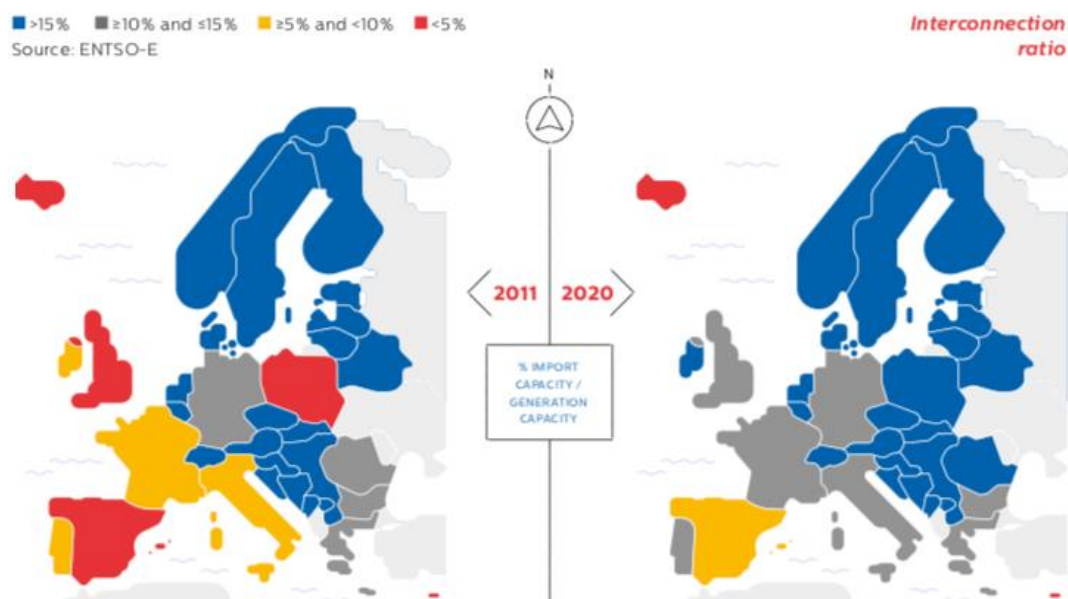 >15% ≥10% and ≤15% ≥5% and <10% <5%
Source: ENTSO-E
Interconnection
ratio
N
2011 2020
% IMPORT
CAPACITY /
GENERATION
CAPACITY